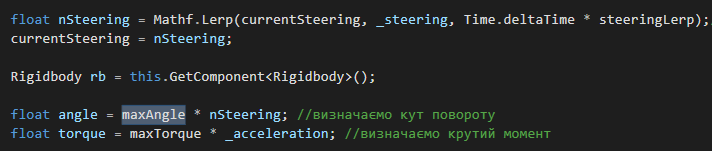 float nSteering = Mathf.Lerp(currentSteering, _steering, Time.deltaTime * steeringLerp);
currentSteering = nSteering;
Rigidbody rb = this.GetComponent<Rigidbody>();
float angle = maxAngle * nSteering; //визначаємо кут повороту
float torque = maxTorque * _acceleration; //визначаємо крутий момент